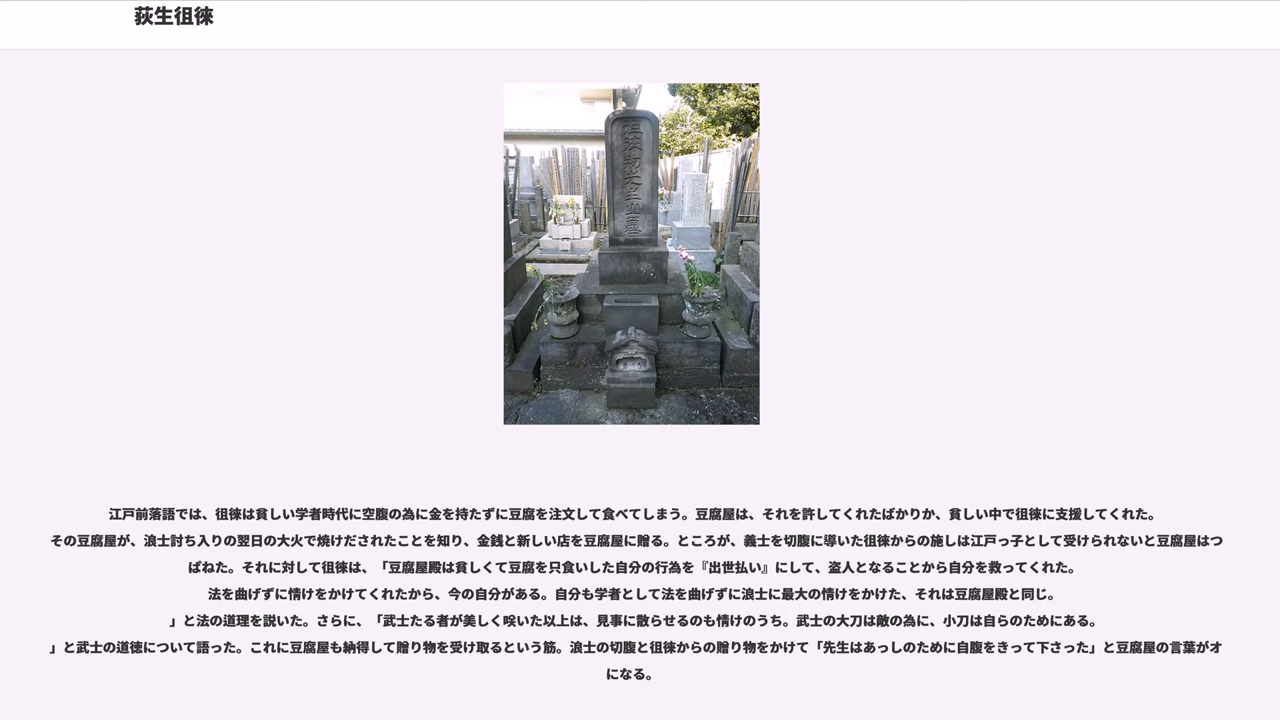 荻生徂徠
徂徠物先生之墓
江戸前落語では、徂徠は貧しい学者時代に空腹の為に金を持たずに豆腐を注文して食べてしまう。豆腐屋は、それを許してくれたばかりか、貧しい中で徂徠に支援してくれた。
その豆腐屋が、浪士討ち入りの翌日の大火で焼けだされたことを知り、金銭と新しい店を豆腐屋に贈る。ところが、義士を切腹に導いた徂徠からの施しは江戸っ子として受けられないと豆腐屋はつ
ぱねた。それに対して徂徠は、「豆腐屋殿は貧しくて豆腐を只食いした自分の行為を『出世払い』にして、盗人となることから自分を救ってくれた。
法を曲げずに情けをかけてくれたから、今の自分がある。自分も学者として法を曲げずに浪士に最大の情けをかけた、それは豆腐屋殿と同じ。
」と法の道理を説いた。さらに、「武士たる者が美しく咲いた以上は、見事に散らせるのも情けのうち。武士の大刀は敵の為に、小刀は自らのためにある。
」と武士の道徳について語った。これに豆腐屋も納得して贈り物を受け取るという筋。浪士の切腹と徂徠からの贈り物をかけて「先生はあっしのために自腹をきって下さった」と豆腐屋の言葉がオ
になる。